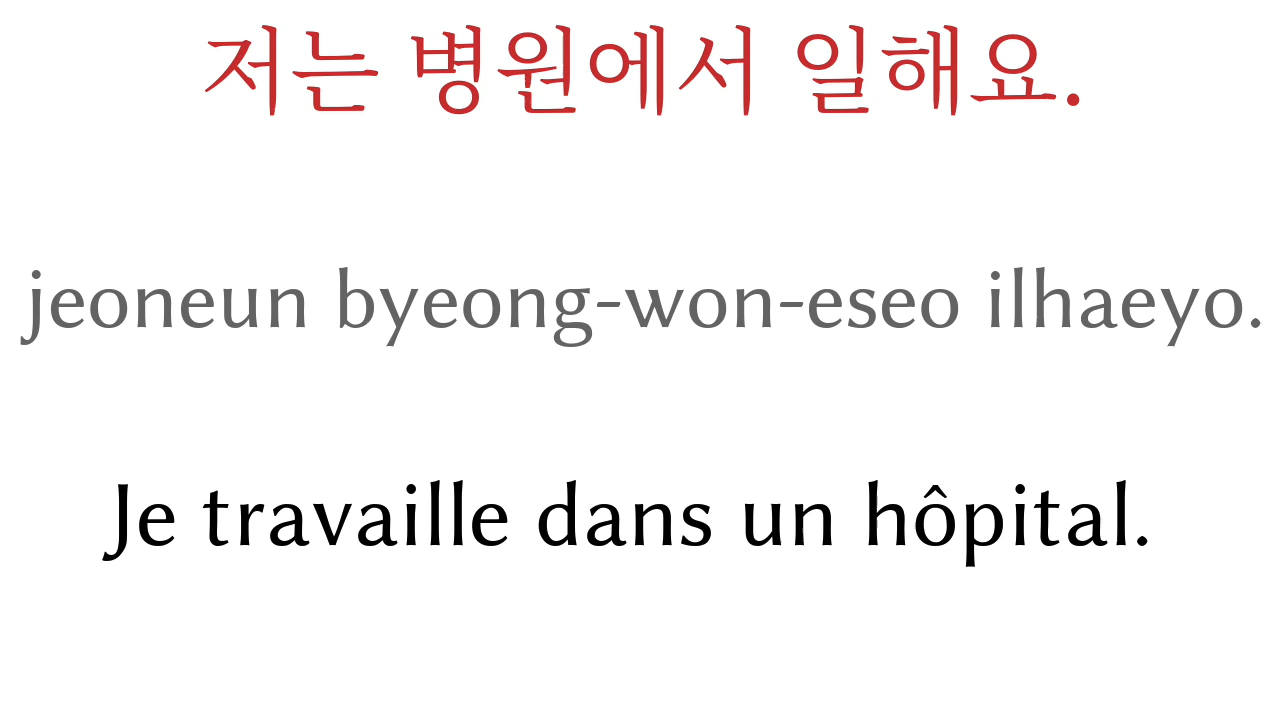 저는 병원에서 일해요.
jeoneun byeong-won-eseo ilhaeyo.
Je travaille dans un hôpital.